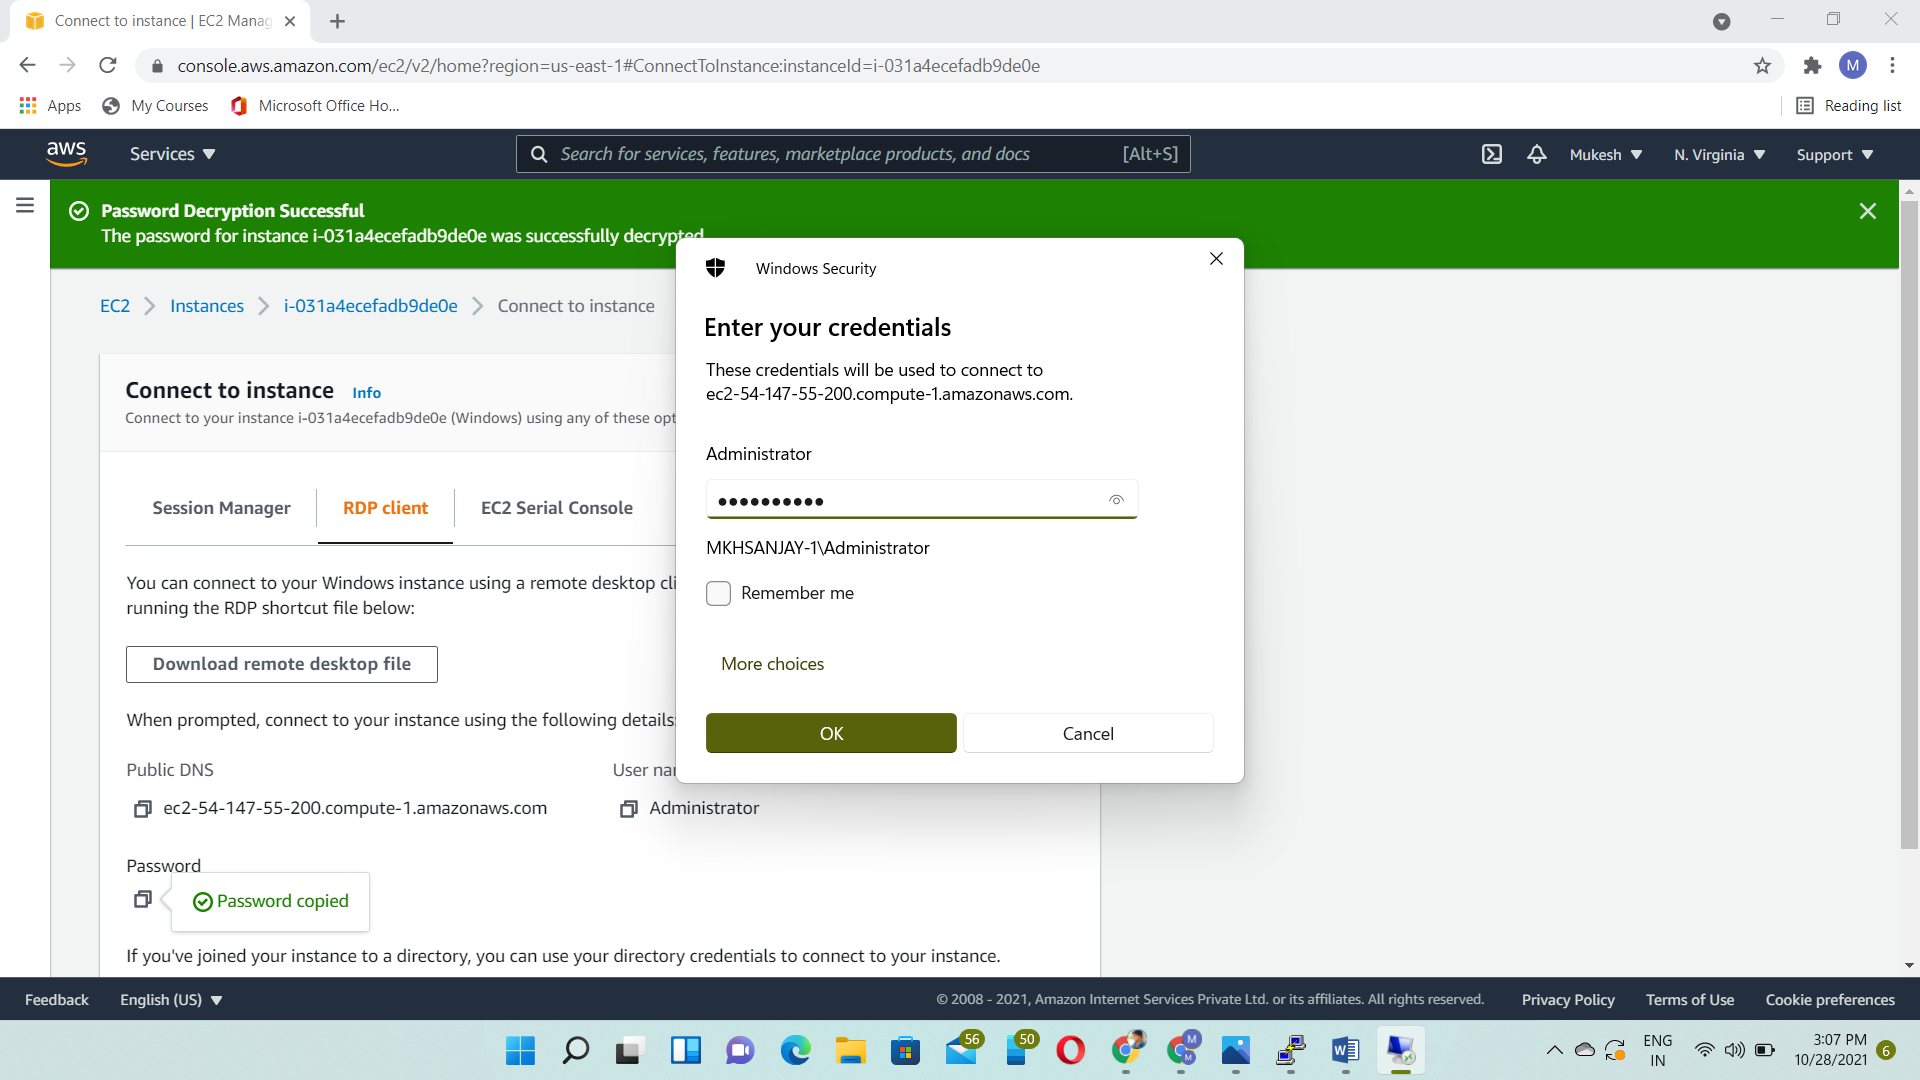 Connect to instance | EC2 Manag
console.aws.amazon.com/ec2/v2/home?region=us-east-1#ConnectToInstance:instanceId=i-031a4ecefadb9de0e
M
Apps
My Courses
Microsoft Office Ho...
Reading list
aws
Services
Search for services, features, marketplace products, and docs
[Alt+S]
Mukesh
N. Virginia
Support
Password Decryption Successful
The password for instance i-031a4ecefadb9de0e was successfully decrypted
EC2
Instances
i-031a4ecefadb9de0e
Connect to instance
Connect to instance
Info
Connect to your instance i-031a4ecefadb9de0e (Windows) using any of these opt
Session Manager
RDP client
EC2 Serial Console
You can connect to your Windows instance using a remote desktop cli
running the RDP shortcut file below:
Download remote desktop file
When prompted, connect to your instance using the following details:
Public DNS
User nar
ec2-54-147-55-200.compute-1.amazonaws.com
Administrator
Password
Password copied
If you've joined your instance to a directory, you can use your directory credentials to connect to your instance.
Windows Security
Enter your credentials
These credentials will be used to connect to
ec2-54-147-55-200.compute-1.amazonaws.com.
Administrator
●●●●●●●●●●
MKHSANJAY-1\Administrator
Remember me
More choices
OK
Cancel
Feedback
English (US)
© 2008 - 2021, Amazon Internet Services Private Ltd. or its affiliates. All rights reserved.
Privacy Policy
Terms of Use
Cookie preferences
56
50
M
M
ENG
IN
3:07 PM
10/28/2021
6